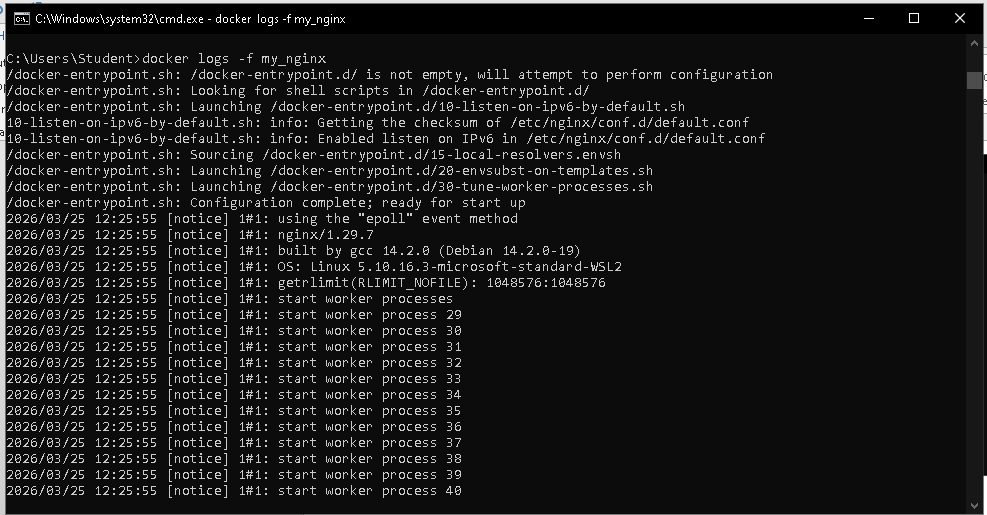 C:\Windows\system32\cmd.exe - docker logs -f my_nginx
C:\Users\Student>docker logs -f my_nginx
/docker-entrypoint.sh: /docker-entrypoint.d/ is not empty, will attempt to perform configuration
/docker-entrypoint.sh: Looking for shell scripts in /docker-entrypoint.d/
/docker-entrypoint.sh: Launching /docker-entrypoint.d/10-listen-on-ipv6-by-default.sh
10-listen-on-ipv6-by-default.sh: info: Getting the checksum of /etc/nginx/conf.d/default.conf
10-listen-on-ipv6-by-default.sh: info: Enabled listen on IPv6 in /etc/nginx/conf.d/default.conf
/docker-entrypoint.sh: Sourcing /docker-entrypoint.d/15-local-resolvers.envsh
/docker-entrypoint.sh: Launching /docker-entrypoint.d/20-envsubst-on-templates.sh
/docker-entrypoint.sh: Launching /docker-entrypoint.d/30-tune-worker-processes.sh
/docker-entrypoint.sh: Configuration complete; ready for start up
2026/03/25 12:25:55 [notice] 1#1: using the "epoll" event method
2026/03/25 12:25:55 [notice] 1#1: nginx/1.29.7
2026/03/25 12:25:55 [notice] 1#1: built by gcc 14.2.0 (Debian 14.2.0-19)
2026/03/25 12:25:55 [notice] 1#1: OS: Linux 5.10.16.3-microsoft-standard-WSL2
2026/03/25 12:25:55 [notice] 1#1: getrlimit(RLIMIT_NOFILE): 1048576:1048576
2026/03/25 12:25:55 [notice] 1#1: start worker processes
2026/03/25 12:25:55 [notice] 1#1: start worker process 29
2026/03/25 12:25:55 [notice] 1#1: start worker process 30
2026/03/25 12:25:55 [notice] 1#1: start worker process 31
2026/03/25 12:25:55 [notice] 1#1: start worker process 32
2026/03/25 12:25:55 [notice] 1#1: start worker process 33
2026/03/25 12:25:55 [notice] 1#1: start worker process 34
2026/03/25 12:25:55 [notice] 1#1: start worker process 35
2026/03/25 12:25:55 [notice] 1#1: start worker process 36
2026/03/25 12:25:55 [notice] 1#1: start worker process 37
2026/03/25 12:25:55 [notice] 1#1: start worker process 38
2026/03/25 12:25:55 [notice] 1#1: start worker process 39
2026/03/25 12:25:55 [notice] 1#1: start worker process 40